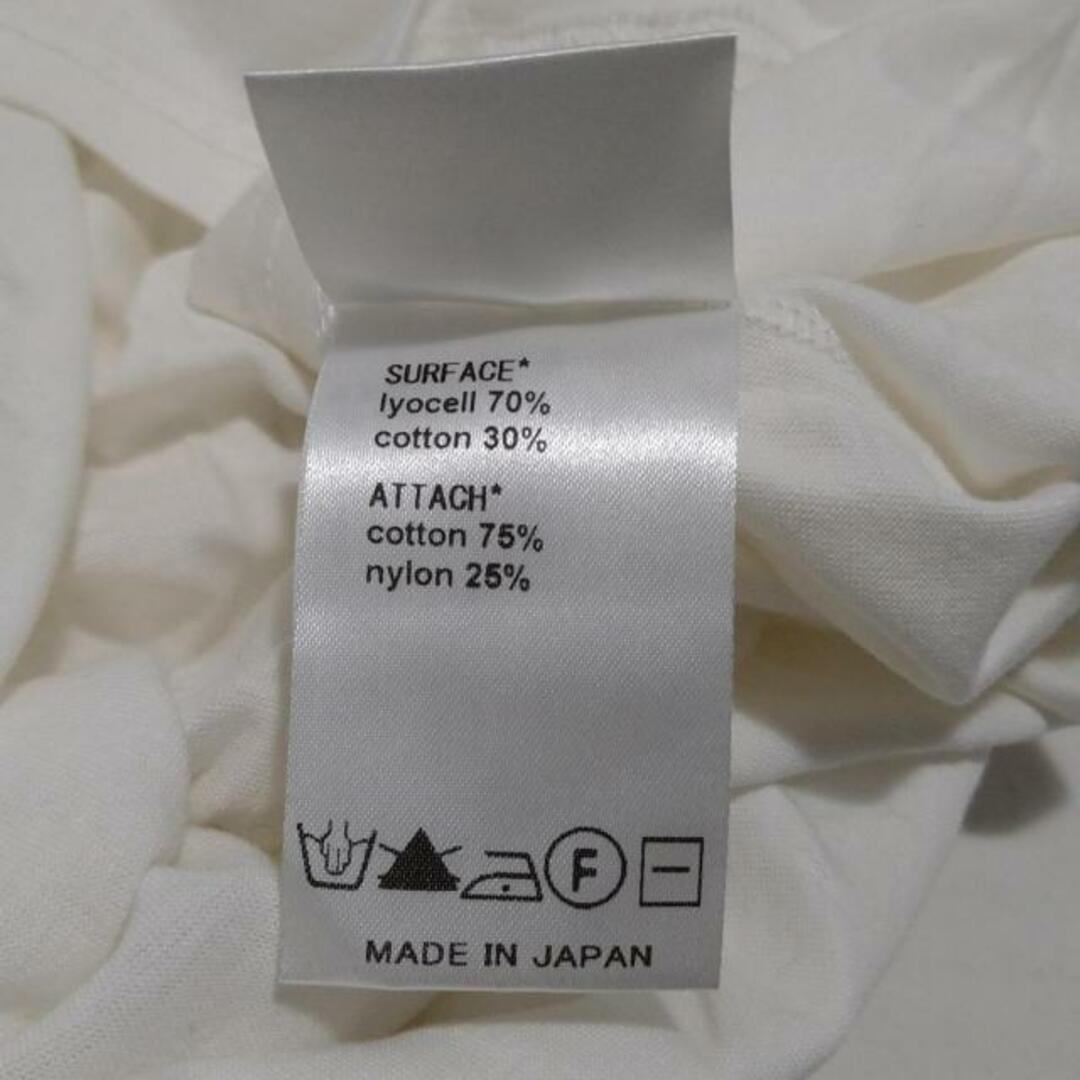 SURFACE*
lyocell 70%
cotton 30%
ATTACH*
cotton 75%
nylon 25%
F
MADE IN JAPAN